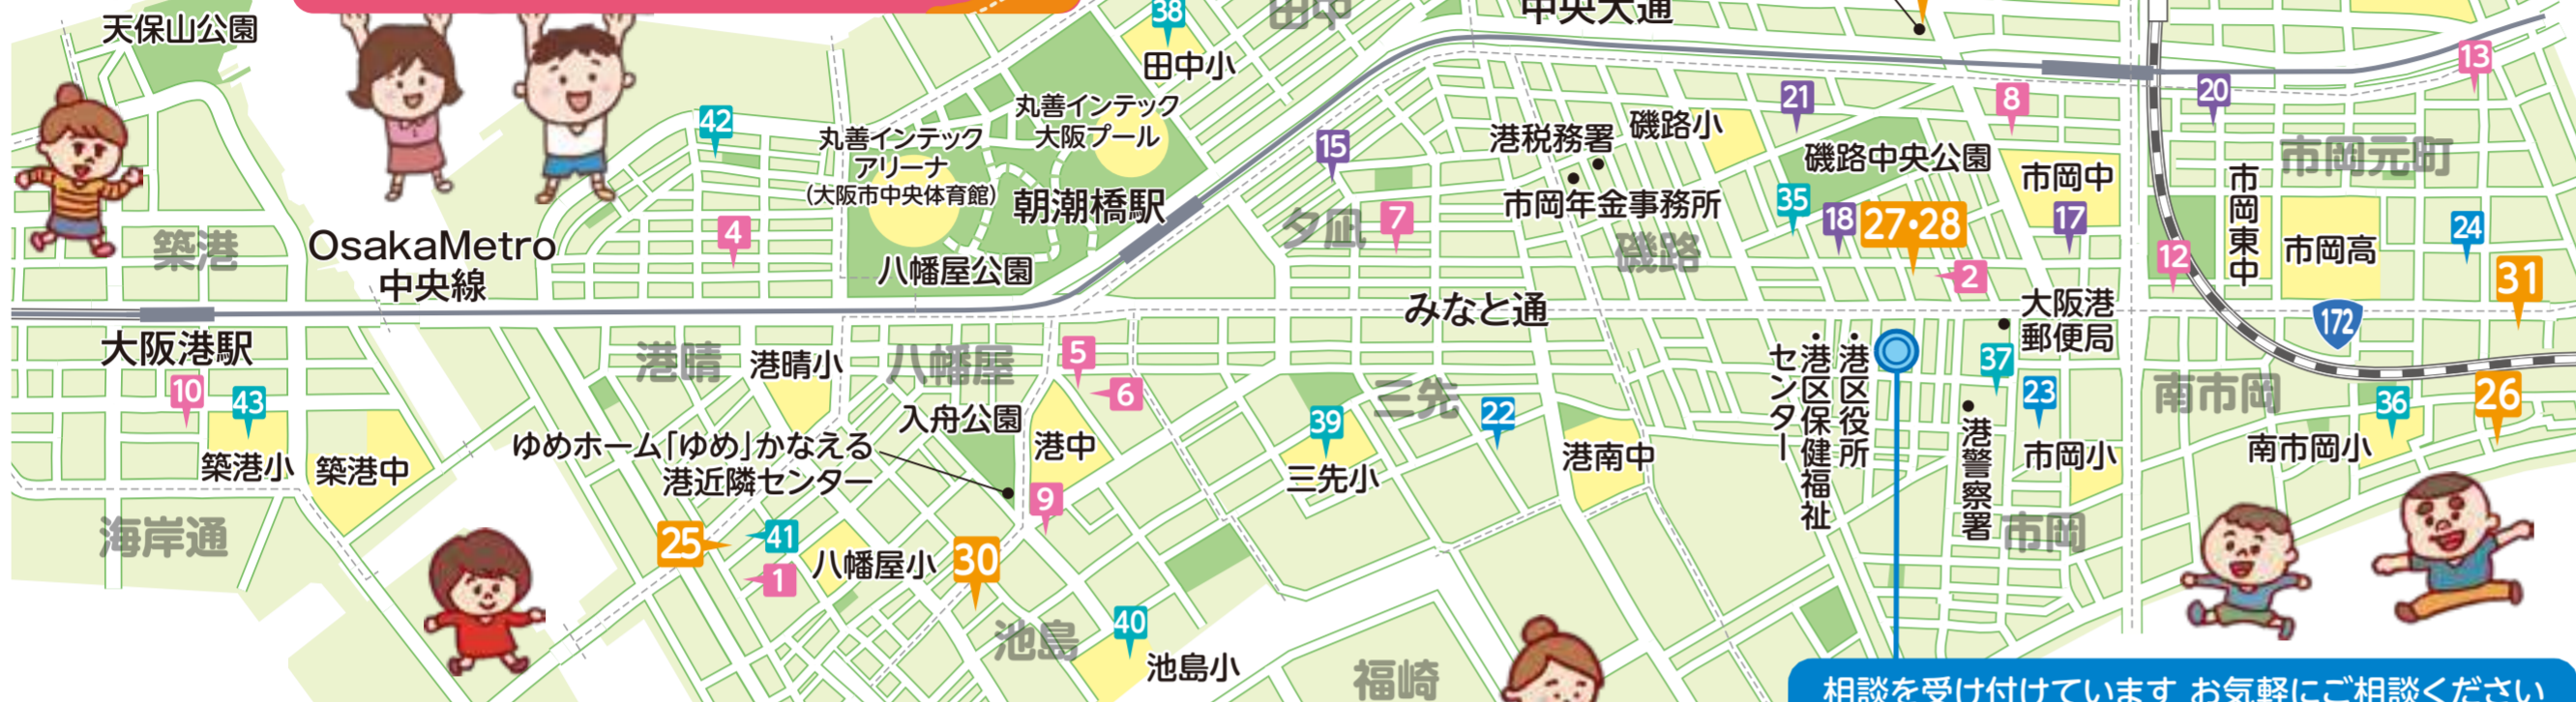 天保山公園
38
田中
中央大通
田中小
13
丸善インテック
大阪プール
42
21
8
20
丸善インテック
アリーナ
(大阪市中央体育館)
15
港税務署
磯路小
磯路中央公園
市岡元町
朝潮橋駅
市岡年金事務所
35
18
27・28
市岡中
17
市岡東中
市岡高
24
築港
OsakaMetro
中央線
4
八幡屋公園
夕凪
7
磯路
2
12
31
大阪港駅
みなと通
大阪港
郵便局
172
港晴
港晴小
八幡屋
5
6
三先
22
39
三先小
・港区役所
・港区保健福祉
センター
37
23
南市岡
36
26
10
43
築港小
築港中
入舟公園
港中
ゆめホーム「ゆめ」かなえる
港近隣センター
9
港南中
港警察署
市岡小
南市岡小
市岡
海岸通
25
41
1
八幡屋小
30
池島
40
池島小
福崎
相談を受け付けています お気軽にご相談ください